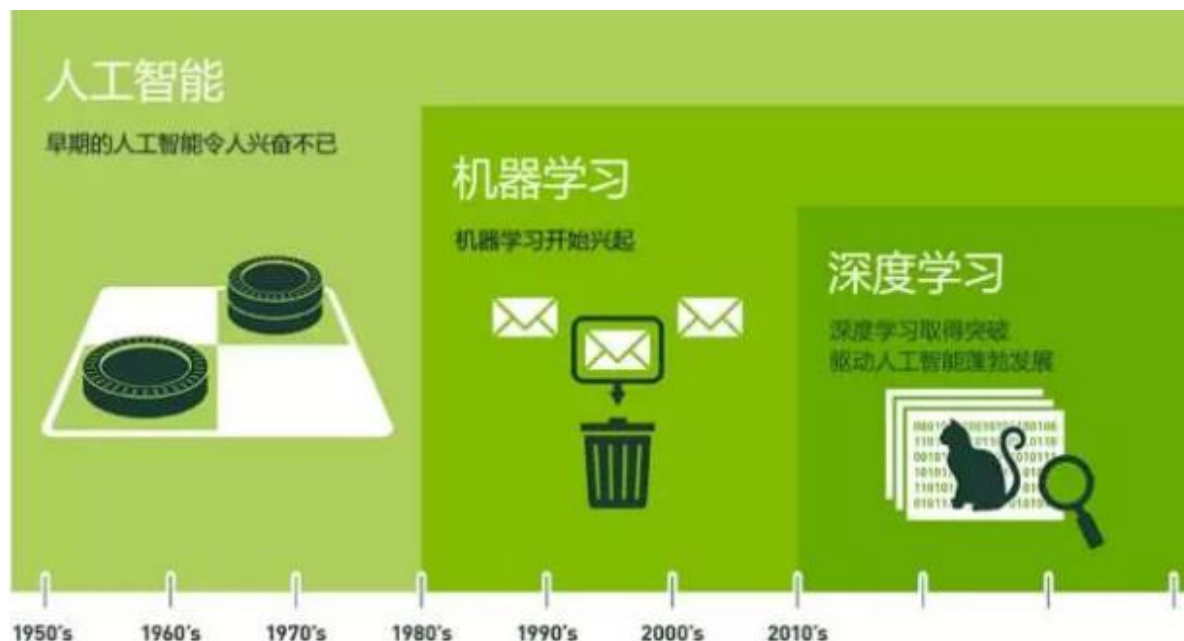 人工智能
早期的人工智能令人兴奋不已
机器学习
机器学习开始兴起
深度学习
深度学习取得突破
驱动人工智能蓬勃发展
1950's
1960's
1970's
1980's
1990's
2000's
2010's